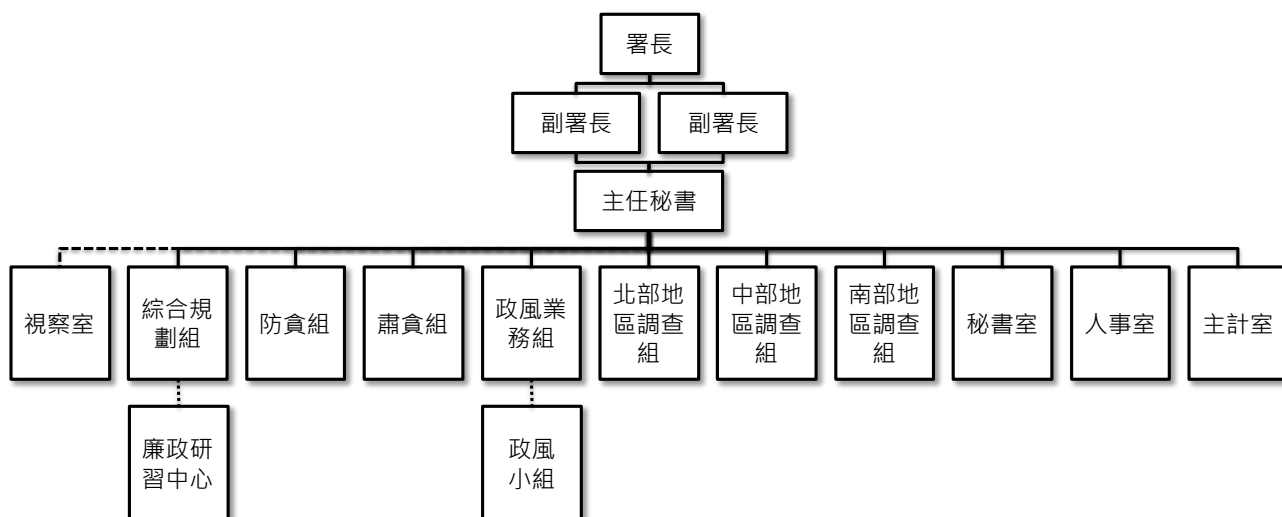 署長
副署長
副署長
主任秘書
視察室
綜合規
劃組
防貪組
肅貪組
政風業
務組
北部地
區調查
組
中部地
區調查
組
南部地
區調查
組
秘書室
人事室
主計室
廉政研
習中心
政風
小組